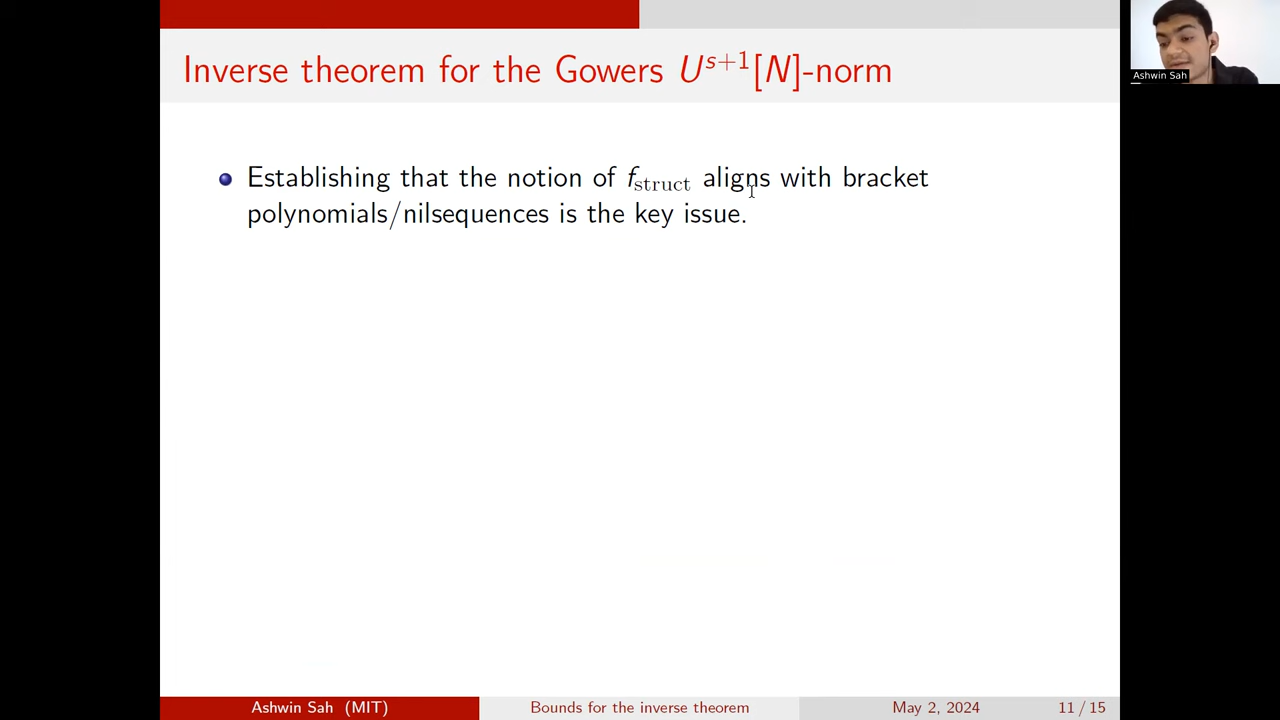 Inverse theorem for the Gowers U^{s+1}[N]-norm
Ashwin Sah
Establishing that the notion of f_struct aligns with bracket
polynomials/nilsequences is the key issue.
Ashwin Sah (MIT)
Bounds for the inverse theorem
May 2, 2024
11 / 15